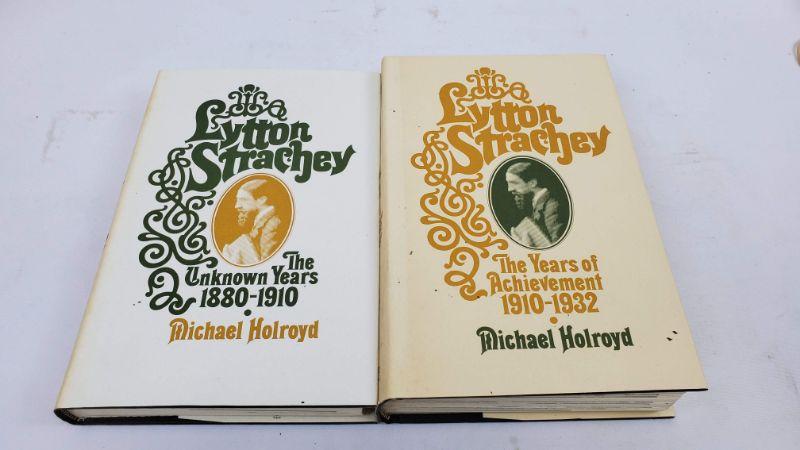 Lytton
Strachey
The
Unknown Years
1880-1910
Michael Holroyd
Lytton
Strachey
The Years of
Achievement
1910-1932
Michael Holroyd